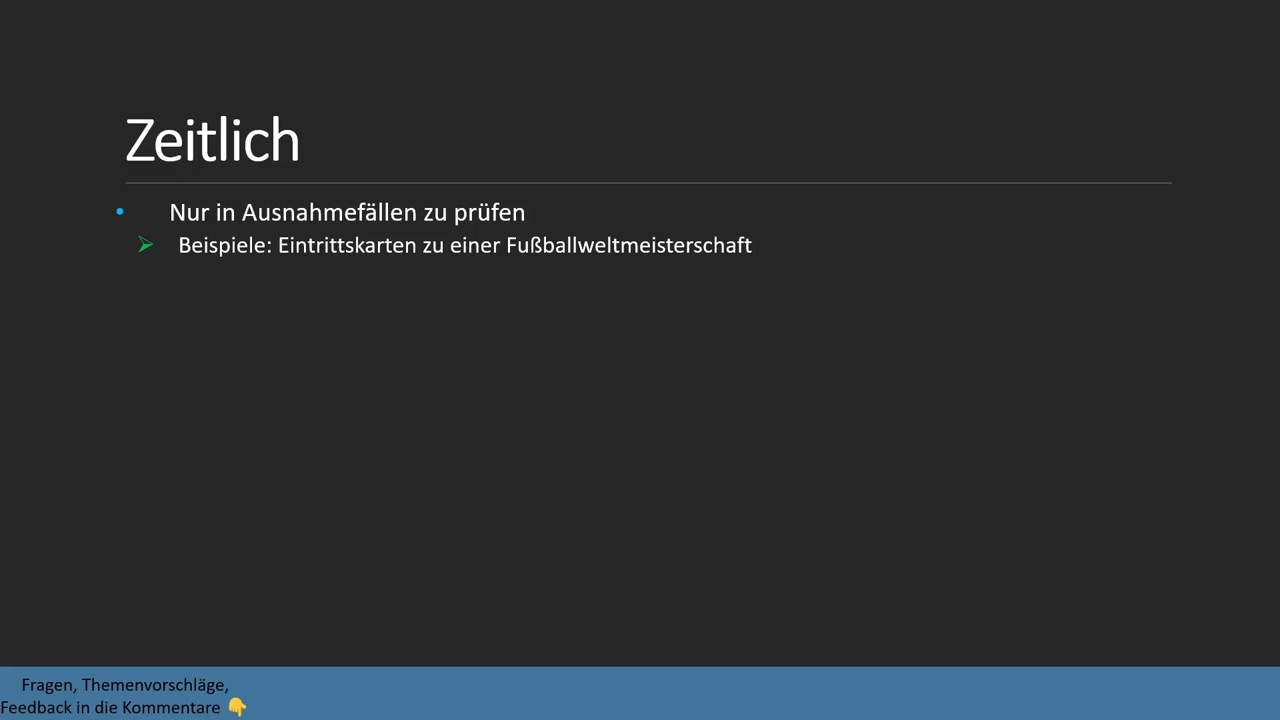 Zeitlich
• Nur in Ausnahmefällen zu prüfen
➢ Beispiele: Eintrittskarten zu einer Fußballweltmeisterschaft
Fragen, Themenvorschläge,
Feedback in die Kommentare 👇